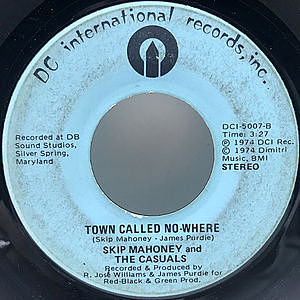 DC international records, inc.
Recorded at DB
Sound Studios,
Silver Spring,
Maryland
DCI-5007-B
Time: 3:27
℗ 1974 DCI Rec.
© 1974 Dimitri
Music, BMI
STEREO
TOWN CALLED NO-WHERE
(Skip Mahoney - James Purdie)
SKIP MAHONEY and
THE CASUALS
Recorded & Produced by
R. José Williams & James Purdie for
Red-Black & Green Prod.